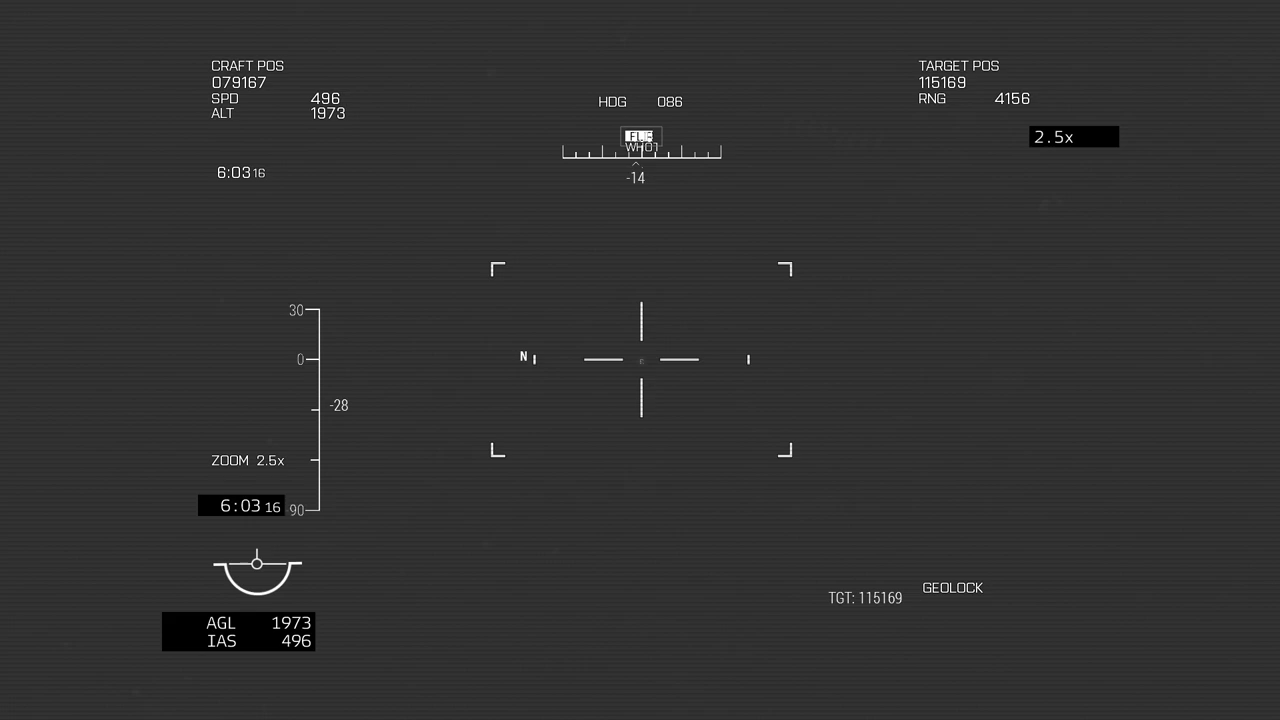 CRAFT POS
079167
SPD 496
ALT 1973
6:03 16
HDG 086
WHOT
-14
TARGET POS
115169
RNG 4156
2.5x
30
0
-28
N
ZOOM 2.5x
6:03 16
90
AGL 1973
IAS 496
TGT: 115169
GEOLOCK